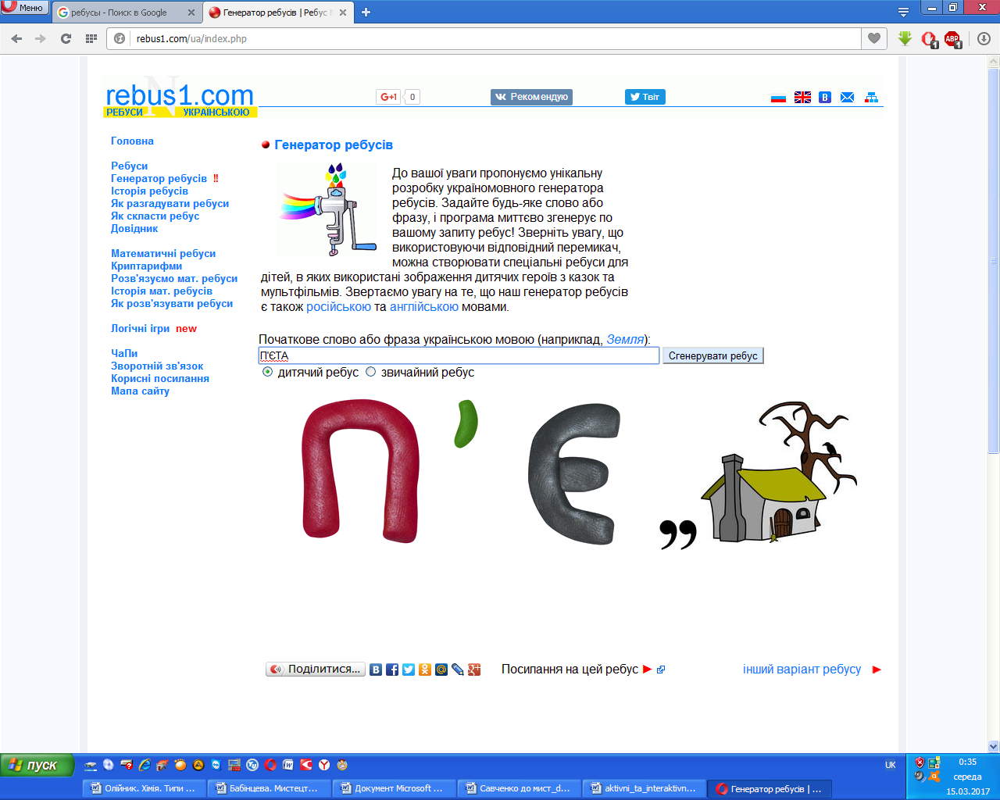 Меню
ребусы - Поиск в Google
Генератор ребусів | Ребус
rebus1.com/ua/index.php
1
ABP
1
rebus1.com
N
РЕБУСИ УКРАЇНСЬКОЮ
G+1 0
Рекомендую
Твіт
В
Головна
Ребуси
Генератор ребусів !!
Історія ребусів
Як разгадувати ребуси
Як скласти ребус
Довідник
Математичні ребуси
Криптарифми
Розв'язуємо мат. ребуси
Історія мат. ребусів
Як розв'язувати ребуси
Логічні ігри new
ЧаПи
Зворотній зв'язок
Корисні посилання
Мапа сайту
Генератор ребусів
До вашої уваги пропонуємо унікальну
розробку україномовного генератора
ребусів. Задайте будь-яке слово або
фразу, і програма миттєво згенерує по
вашому запиту ребус! Зверніть увагу, що
використовуючи відповідний перемикач,
можна створювати спеціальні ребуси для
дітей, в яких використані зображення дитячих героїв з казок та
мультфільмів. Звертаємо увагу на те, що наш генератор ребусів
є також російською та англійською мовами.
Початкове слово або фраза українською мовою (наприклад, Земля):
П'ЄТА
Сгенерувати ребус
дитячий ребус звичайний ребус
П ' Є ,,
Поділитися...
Посилання на цей ребус
інший варіант ребусу
пуск
UK
0:35
середа
15.03.2017
Олійник. Хімія. Типи ...
Бабінцева. Мистецт...
Документ Microsoft ...
Савченко до мист_d...
aktivni_ta_interaktivn...
Генератор ребусів | ...